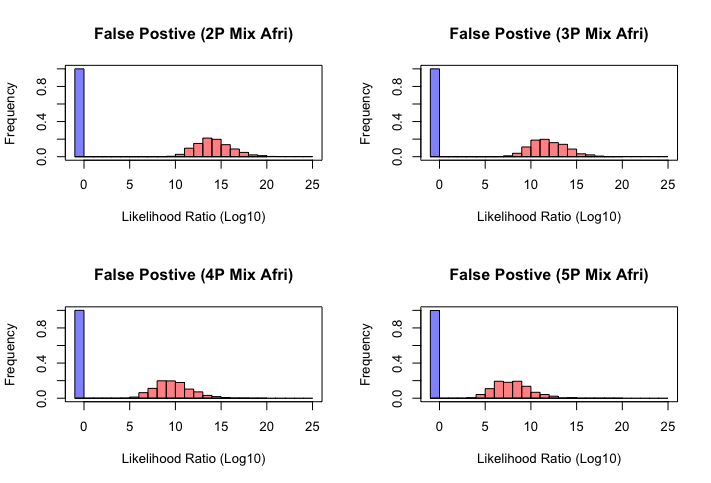 False Postive (2P Mix Afri)
Frequency
0.0 0.4 0.8
0 5 10 15 20 25
Likelihood Ratio (Log10)
False Postive (3P Mix Afri)
Frequency
0.0 0.4 0.8
0 5 10 15 20 25
Likelihood Ratio (Log10)
False Postive (4P Mix Afri)
Frequency
0.0 0.4 0.8
0 5 10 15 20 25
Likelihood Ratio (Log10)
False Postive (5P Mix Afri)
Frequency
0.0 0.4 0.8
0 5 10 15 20 25
Likelihood Ratio (Log10)